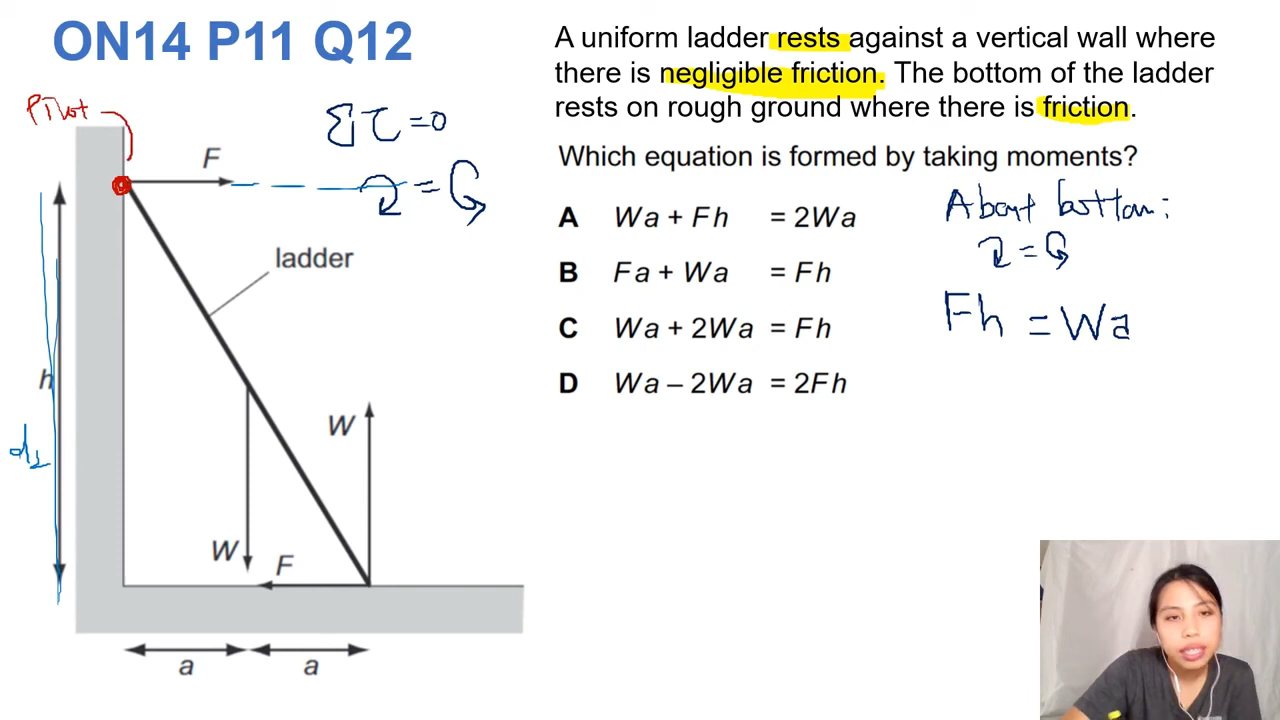 ON14 P11 Q12
A uniform ladder rests against a vertical wall where
there is negligible friction. The bottom of the ladder
rests on rough ground where there is friction.
Which equation is formed by taking moments?
A Wa + Fh = 2Wa
B Fa + Wa = Fh
C Wa + 2Wa = Fh
D Wa – 2Wa = 2Fh
About bottom:
↻ = ↺
Fh = Wa
Pivot
Στ = 0
↻ = ↺
F
ladder
h
d⊥
W
W
F
a
a